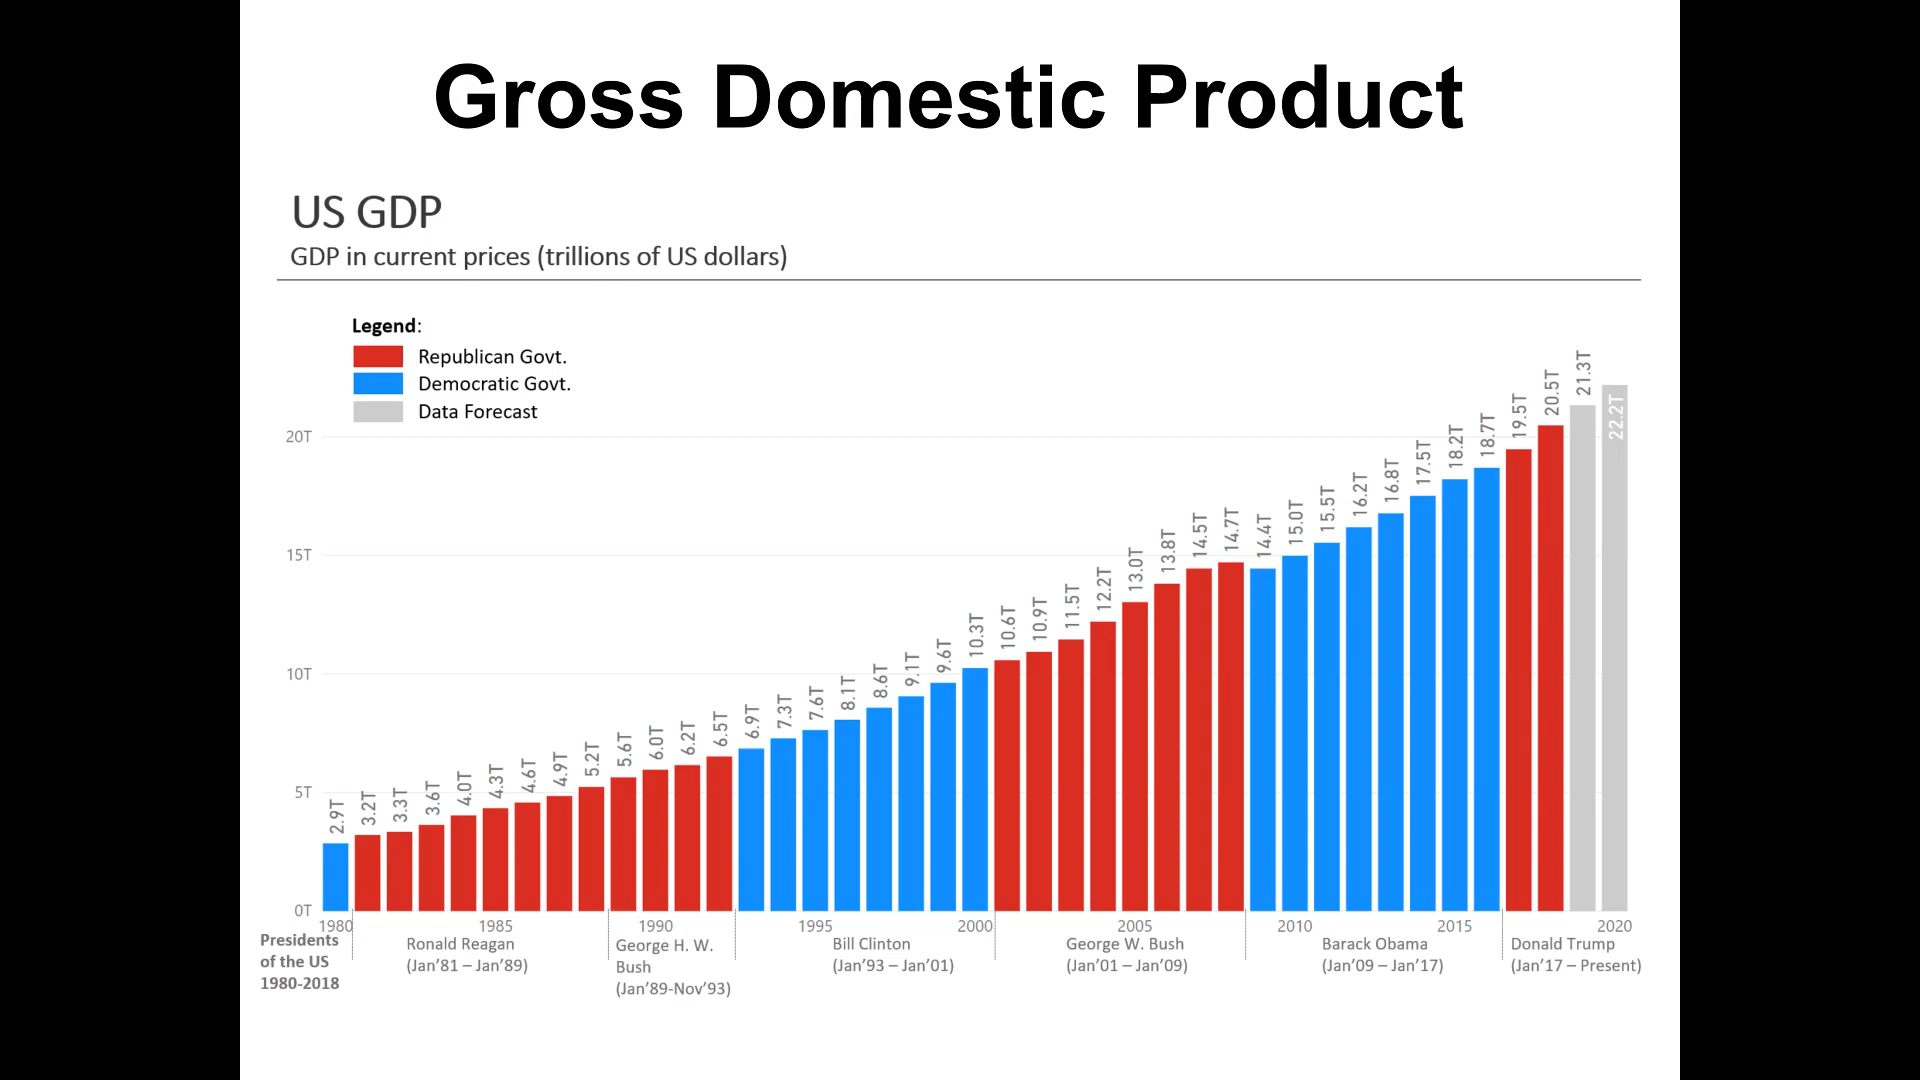 Gross Domestic Product
US GDP
GDP in current prices (trillions of US dollars)
Legend:
Republican Govt.
Democratic Govt.
Data Forecast
20T
15T
10T
5T
0T
2.9T
3.2T
3.3T
3.6T
4.0T
4.3T
4.6T
4.9T
5.2T
5.6T
6.0T
6.2T
6.5T
6.9T
7.3T
7.6T
8.1T
8.6T
9.1T
9.6T
10.3T
10.6T
10.9T
11.5T
12.2T
13.0T
13.8T
14.5T
14.7T
14.4T
15.0T
15.5T
16.2T
16.8T
17.5T
18.2T
18.7T
19.5T
20.5T
21.3T
22.2T
1980 1985 1990 1995 2000 2005 2010 2015 2020
Presidents
of the US
1980-2018
Ronald Reagan
(Jan’81 – Jan’89)
George H. W.
Bush
(Jan’89-Nov’93)
Bill Clinton
(Jan’93 – Jan’01)
George W. Bush
(Jan’01 – Jan’09)
Barack Obama
(Jan’09 – Jan’17)
Donald Trump
(Jan’17 – Present)